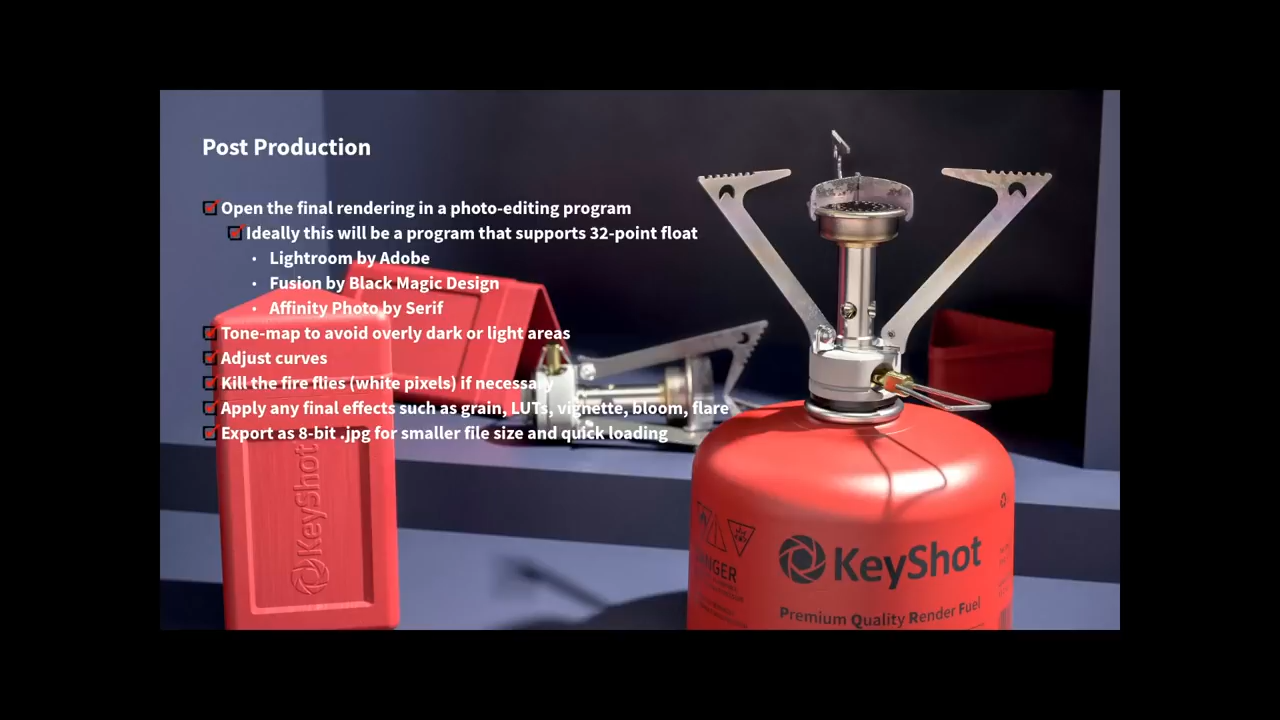 Post Production
Open the final rendering in a photo-editing program
Ideally this will be a program that supports 32-point float
• Lightroom by Adobe
• Fusion by Black Magic Design
• Affinity Photo by Serif
Tone-map to avoid overly dark or light areas
Adjust curves
Kill the fire flies (white pixels) if necessary
Apply any final effects such as grain, LUTs, vignette, bloom, flare
Export as 8-bit .jpg for smaller file size and quick loading
KeyShot
KeyShot
Premium Quality Render Fuel